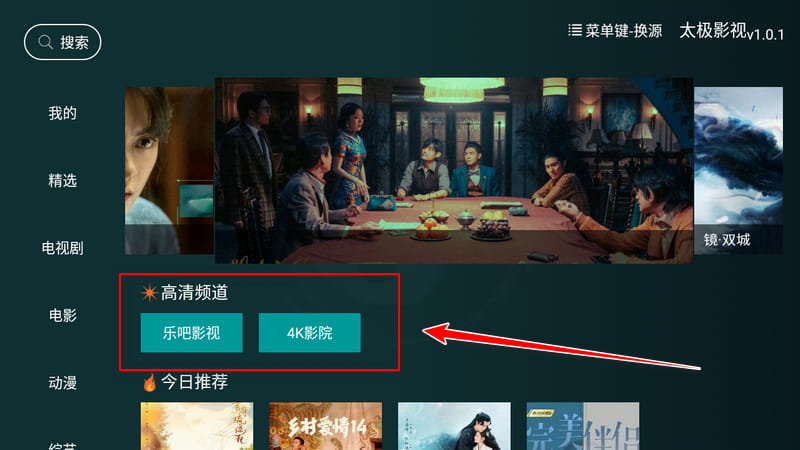 搜索
菜单键-换源 太极影视v1.0.1
我的
精选
电视剧
电影
动漫
综艺
镜·双城
高清频道
乐吧影视 4K影院
今日推荐
乡村爱情14
完美伴侣